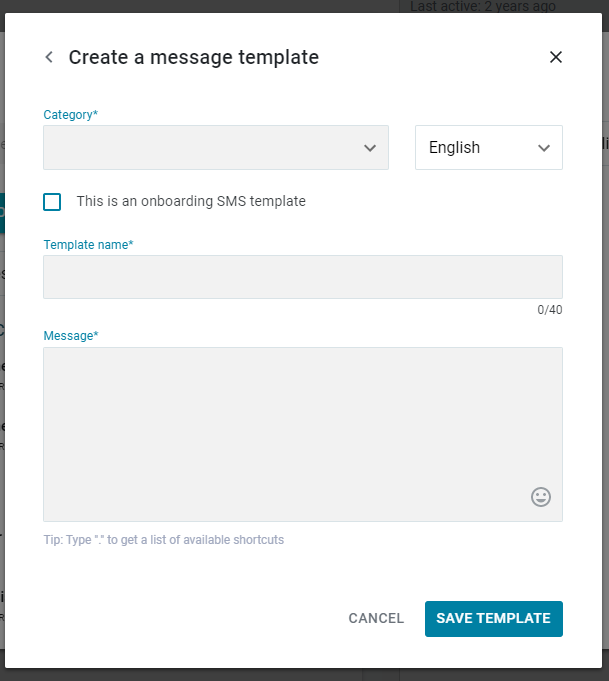 Last active: 2 years ago
Create a message template
Category*
English
This is an onboarding SMS template
Template name*
0/40
Message*
Tip: Type "." to get a list of available shortcuts
CANCEL
SAVE TEMPLATE